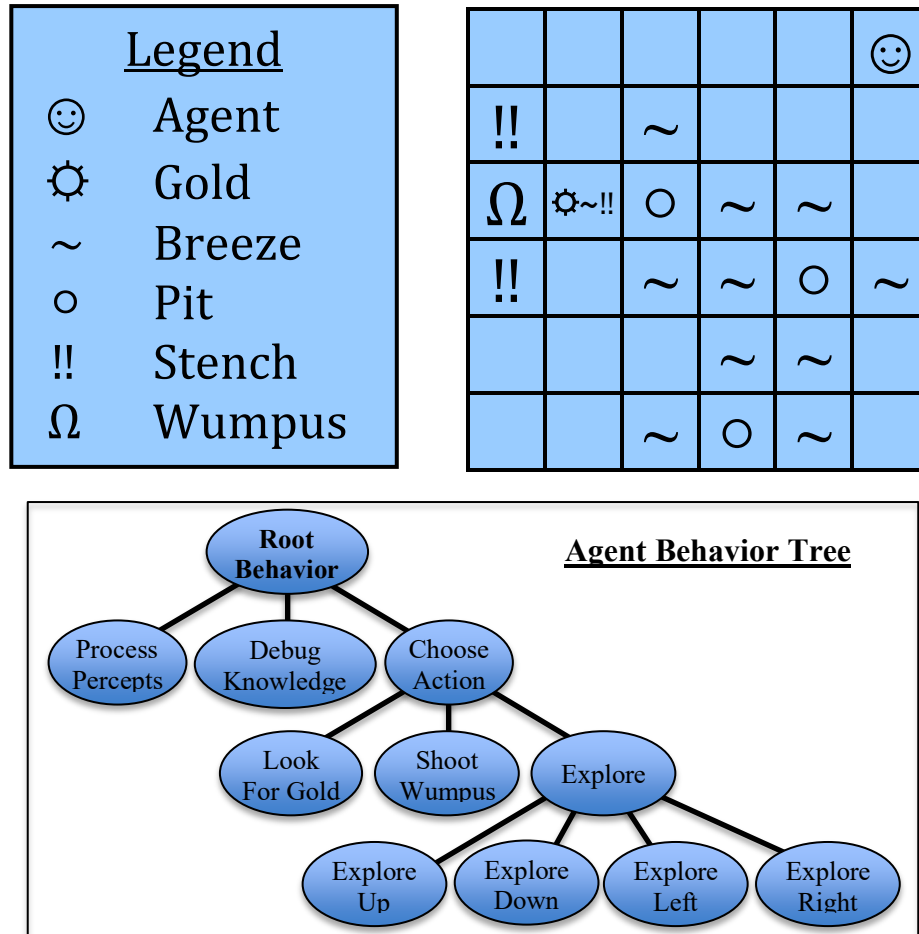 Legend
☺ Agent
☼ Gold
~ Breeze
○ Pit
!! Stench
Ω Wumpus
☺
!! ~
Ω ☼~!! ○ ~ ~
!! ~ ~ ○ ~
~ ~
~ ○ ~
Agent Behavior Tree
Root
Behavior
Process
Percepts
Debug
Knowledge
Choose
Action
Look
For Gold
Shoot
Wumpus
Explore
Explore
Up
Explore
Down
Explore
Left
Explore
Right